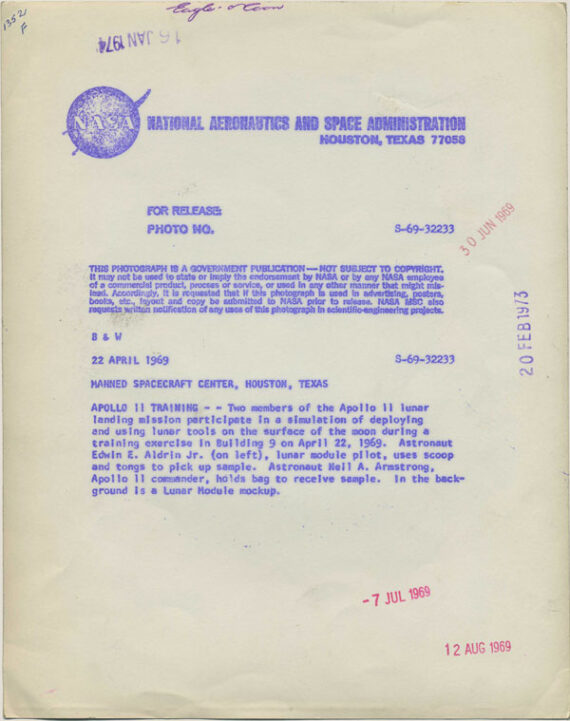 1352
F
16 JAN 1974
NASA
NATIONAL AERONAUTICS AND SPACE ADMINISTRATION
HOUSTON, TEXAS 77058
FOR RELEASE:
PHOTO NO. S-69-32233
30 JUN 1969
THIS PHOTOGRAPH IS A GOVERNMENT PUBLICATION — NOT SUBJECT TO COPYRIGHT.
It may not be used to state or imply the endorsement by NASA or by any NASA employee
of a commercial product, process or service, or used in any other manner that might mis-
lead. Accordingly, it is requested that if this photograph is used in advertising, posters,
books, etc., layout and copy be submitted to NASA prior to release. NASA MSC also
requests written notification of any uses of this photograph in scientific-engineering projects.
20 FEB 1973
B & W
22 APRIL 1969 S-69-32233
MANNED SPACECRAFT CENTER, HOUSTON, TEXAS
APOLLO 11 TRAINING - - Two members of the Apollo 11 lunar
landing mission participate in a simulation of deploying
and using lunar tools on the surface of the moon during a
training exercise in Building 9 on April 22, 1969. Astronaut
Edwin E. Aldrin Jr. (on left), lunar module pilot, uses scoop
and tongs to pick up sample. Astronaut Neil A. Armstrong,
Apollo 11 commander, holds bag to receive sample. In the back-
ground is a Lunar Module mockup.
-7 JUL 1969
12 AUG 1969